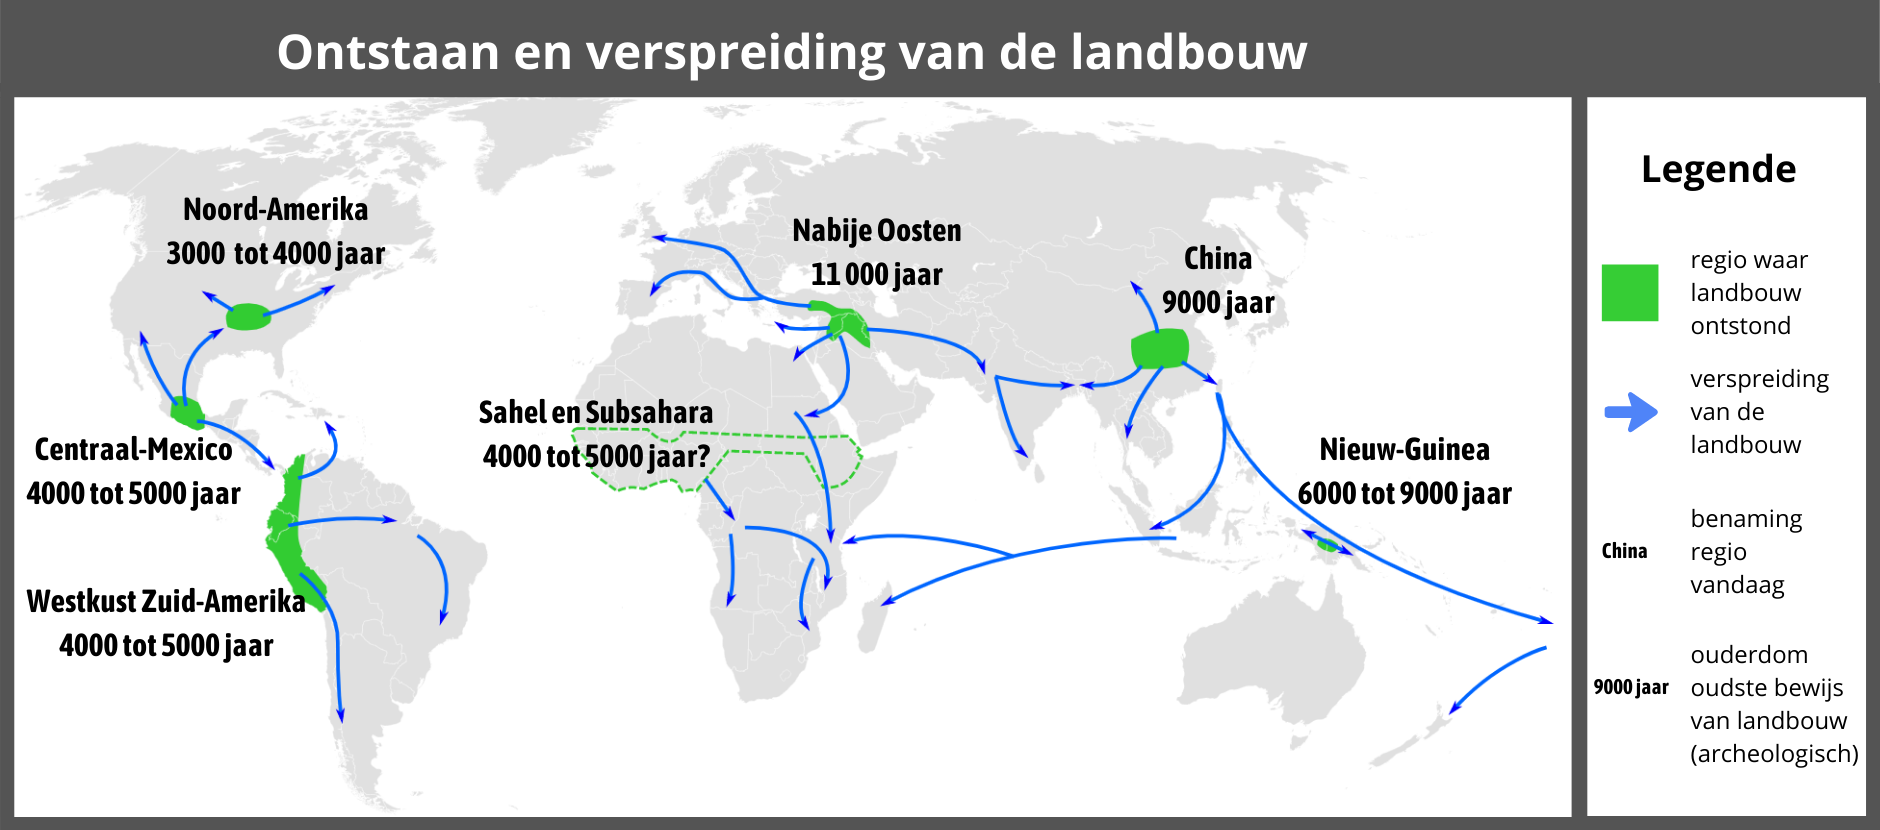 Ontstaan en verspreiding van de landbouw
Noord-Amerika
3000 tot 4000 jaar
Nabije Oosten
11 000 jaar
China
9000 jaar
Sahel en Subsahara
4000 tot 5000 jaar?
Centraal-Mexico
4000 tot 5000 jaar
Nieuw-Guinea
6000 tot 9000 jaar
Westkust Zuid-Amerika
4000 tot 5000 jaar
Legende
regio waar
landbouw
ontstond
verspreiding
van de
landbouw
China
benaming
regio
vandaag
9000 jaar
ouderdom
oudste bewijs
van landbouw
(archeologisch)